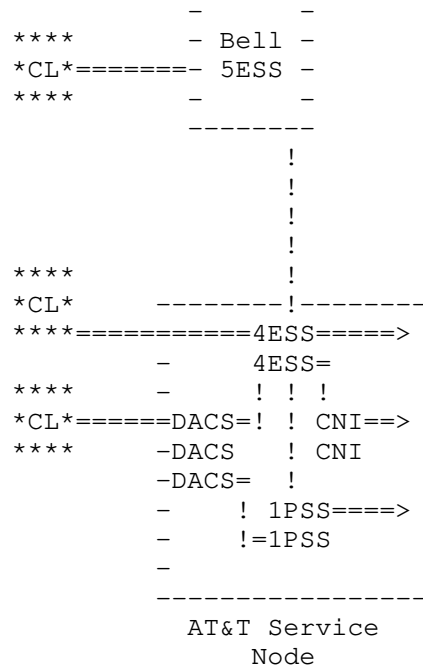 -      -
****          - Bell -
*CL*=======- 5ESS -
****          -      -
              --------
                    !
                    !
                    !
                    !
****                !
*CL*     --------!--------
****===========4ESS=====>
         -     4ESS=
****     -     ! ! !
*CL*======DACS=! ! CNI==>
****     -DACS   ! CNI
         -DACS=  !
         -    ! 1PSS====>
         -    !=1PSS
         -
         -----------------
           AT&T Service
               Node